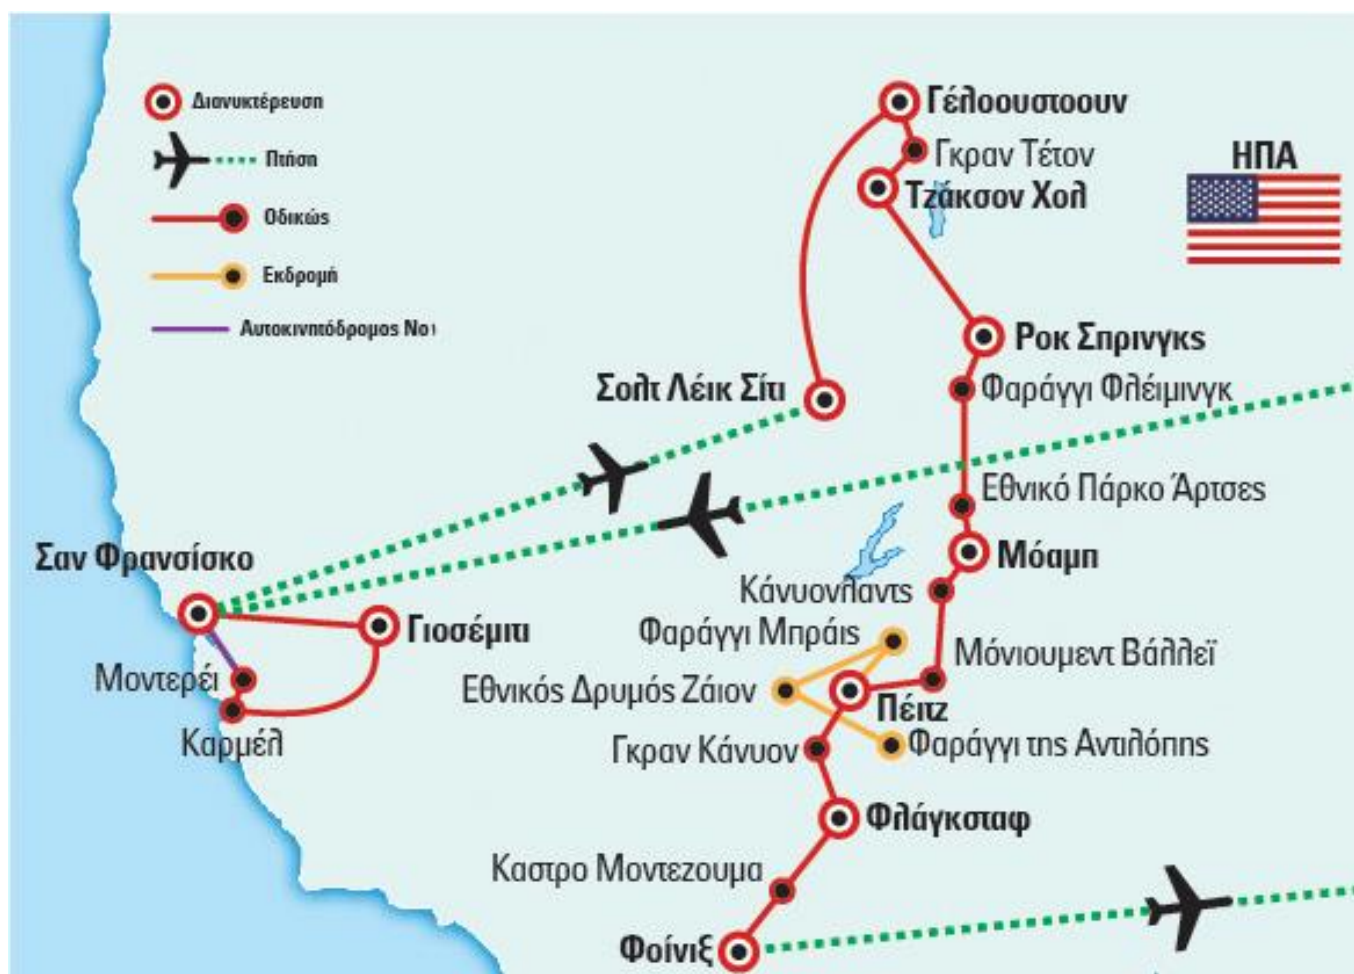 Διανυκτέρευση
Πτήση
Οδικώς
Εκδρομή
Αυτοκινητόδρομος Νο1
ΗΠΑ
Γέλοουστοουν
Γκραν Τέτον
Τζάκσον Χολ
Ροκ Σπρινγκς
Φαράγγι Φλέιμινγκ
Σολτ Λέικ Σίτι
Εθνικό Πάρκο Άρτσες
Μόαμπ
Σαν Φρανσίσκο
Γιοσέμιτι
Μοντερέι
Καρμέλ
Κάνυονλαντς
Φαράγγι Μπράις
Μόνιουμεντ Βάλλεϊ
Εθνικός Δρυμός Ζάιον
Πέιτζ
Γκραν Κάνυον
Φαράγγι της Αντιλόπης
Φλάγκσταφ
Καστρο Μοντεζουμα
Φοίνιξ